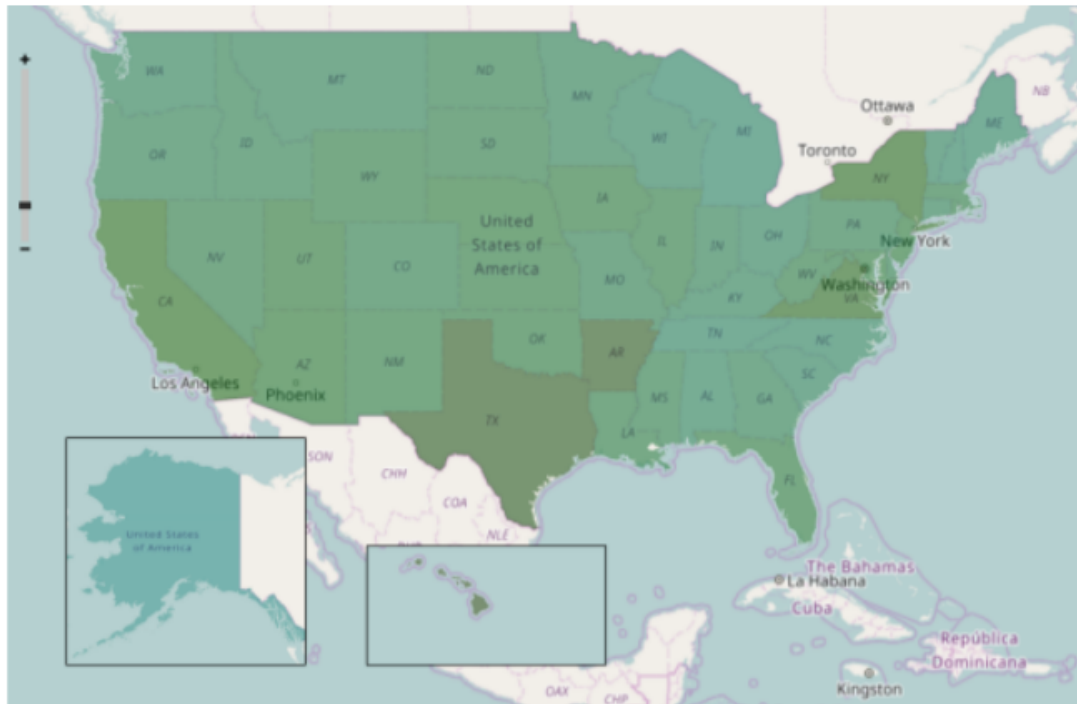 +
-
WA
MT
ND
MN
WI
MI
ME
NB
Ottawa
Toronto
OR
ID
SD
WY
NY
IA
United
States of
America
NV
UT
CO
IL
IN
OH
PA
New York
CA
MO
WV
Washington
VA
KY
AZ
NM
OK
AR
TN
NC
SC
Los Angeles
Phoenix
TX
MS
AL
GA
LA
FL
SON
CHH
COA
NLE
United States
of America
The Bahamas
La Habana
Cuba
República
Dominicana
Kingston
OAX
CHP